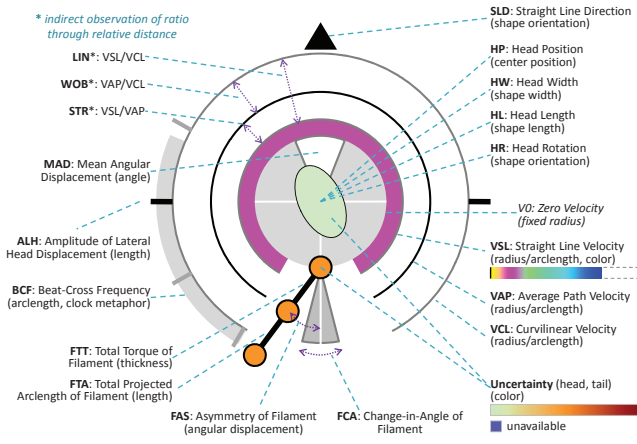 * indirect observation of ratio
through relative distance
LIN*: VSL/VCL
WOB*: VAP/VCL
STR*: VSL/VAP-
MAD: Mean Angular
Displacement (angle)
ALH: Amplitude of Lateral
Head Displacement (length)
BCF: Beat-Cross Frequency
(arclength, clock metaphor)
FTT: Total Torque of
Filament (thickness)
FTA: Total Projected
Arclength of Filament (length)
FAS: Asymmetry of Filament
(angular displacement)
FCA: Change-in-Angle of
Filament
SLD: Straight Line Direction
(shape orientation)
HP: Head Position
(center position)
HW: Head Width
(shape width)
HL: Head Length
(shape length)
HR: Head Rotation
(shape orientation)
V0: Zero Velocity
(fixed radius)
VSL: Straight Line Velocity
(radius/arclength, color)
VAP: Average Path Velocity
(radius/arclength)
VCL: Curvilinear Velocity
(radius/arclength)
Uncertainty (head, tail)
(color)
unavailable